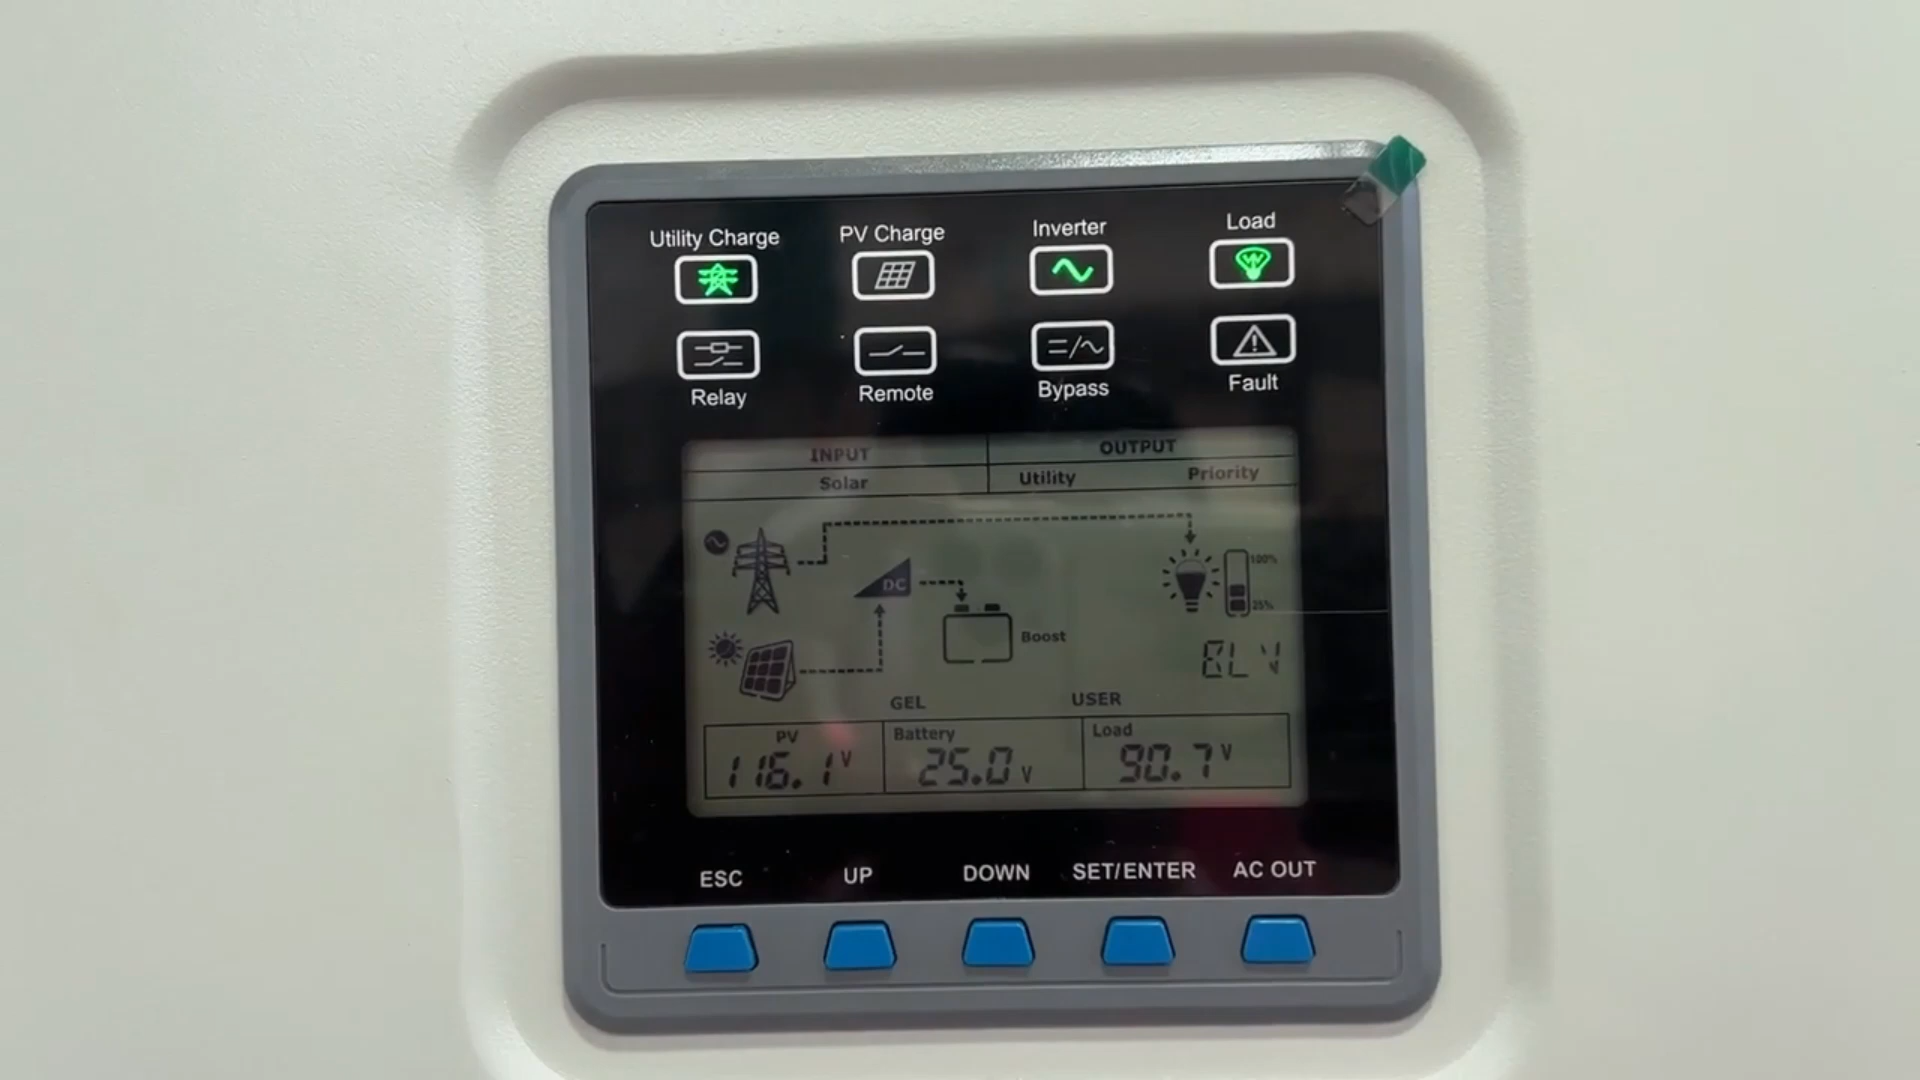 Utility Charge PV Charge Inverter Load
Relay Remote Bypass Fault
INPUT OUTPUT
Solar Utility Priority
DC
100%
25%
Boost
GEL USER
PV Battery Load
116.1 V 25.0 V 90.7 V
ESC UP DOWN SET/ENTER AC OUT